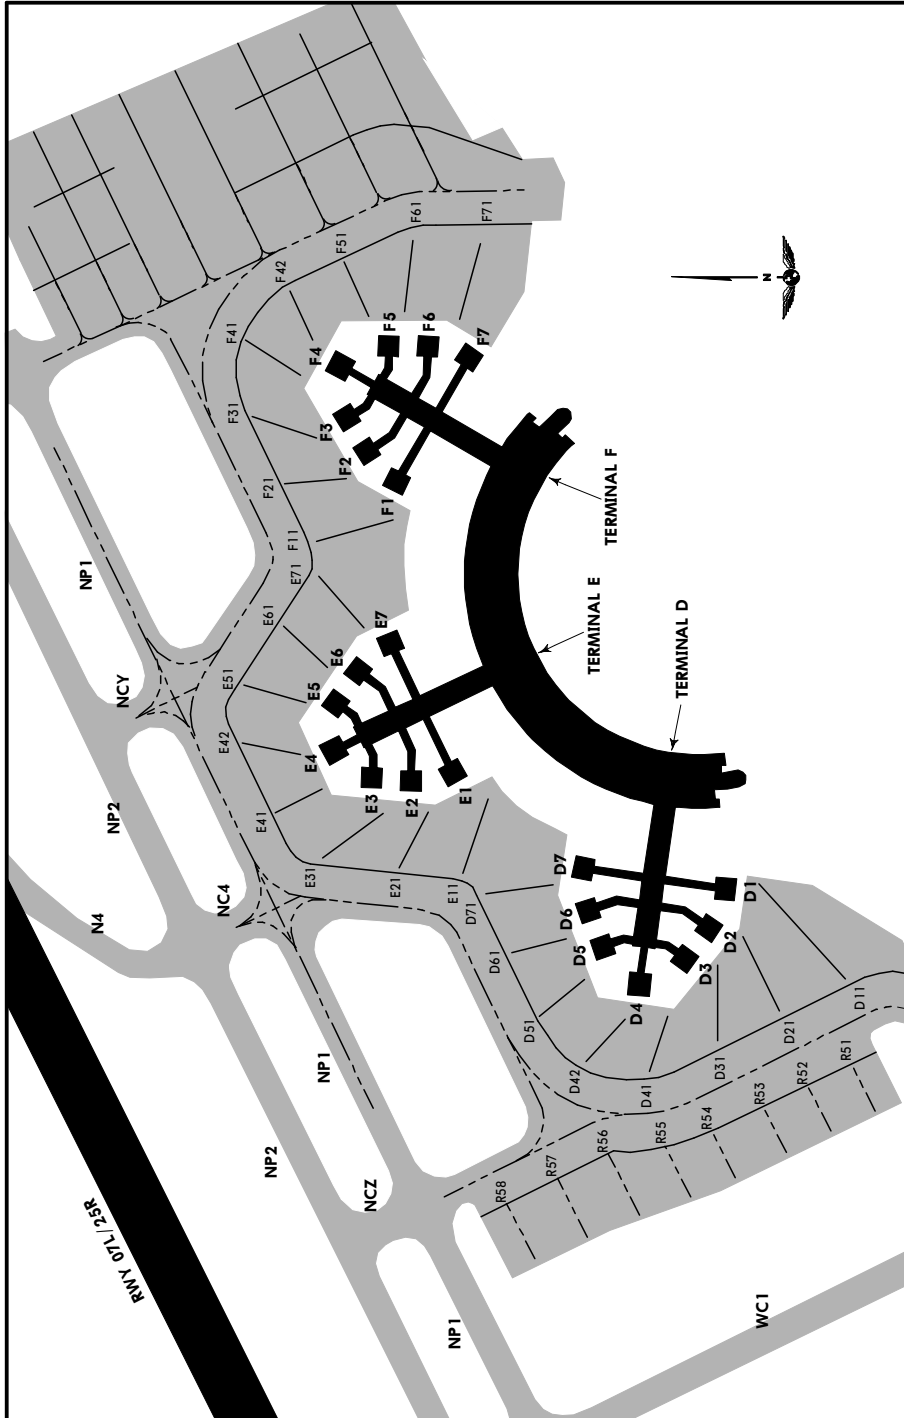 F61
F71
F51
F42
F41
F31
F21
F11
E71
E61
E51
E42
E41
E31
E21
E11
D71
D61
D51
D42
D41
D31
D21
D11
F4
F5
F6
F7
F3
F2
F1
E7
E6
E5
E4
E3
E2
E1
D7
D6
D5
D4
D3
D2
D1
N
TERMINAL F
TERMINAL E
TERMINAL D
NP1
NCY
NP2
N4
NC4
NP1
NP2
NCZ
RWY 07L/25R
NP1
WC1
R58
R57
R56
R55
R54
R53
R52
R51